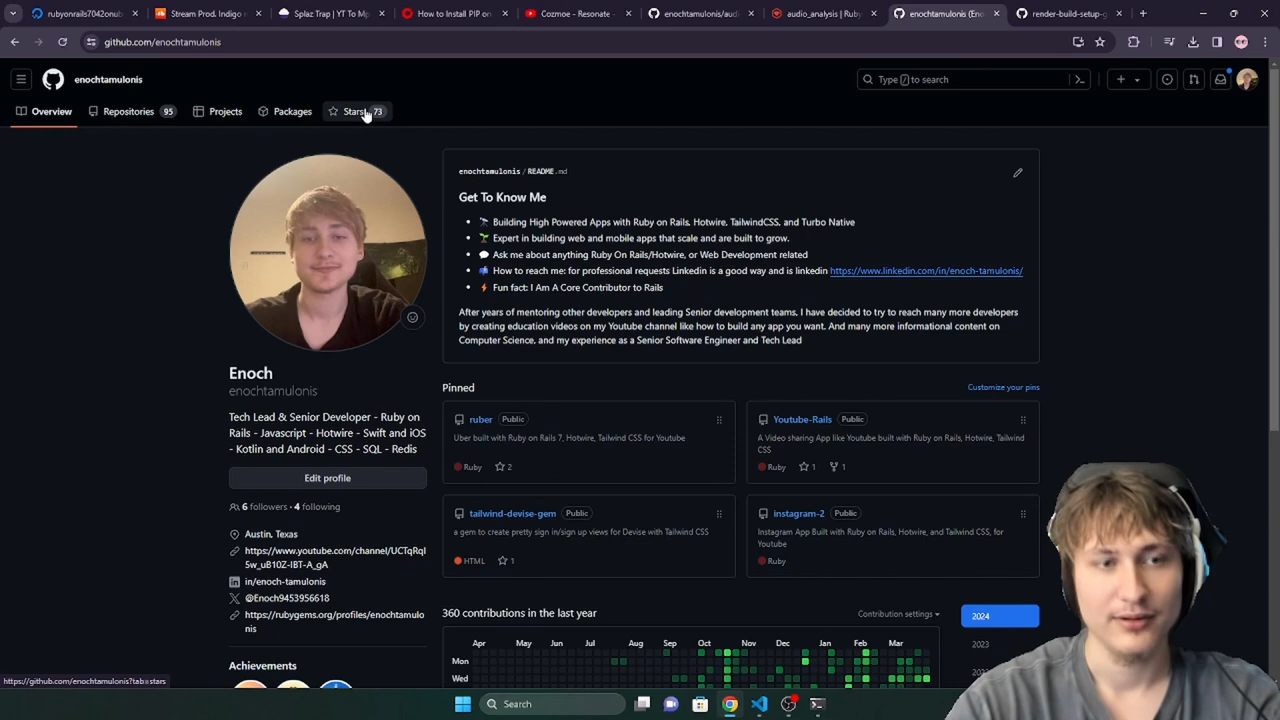 rubyonrails7042onub
Stream Prod. Indigo n
Splaz Trap | YT To Mp
How to Install PIP on
Cozmoe - Resonate -
enochtamulonis/audi
audio_analysis | Ruby
enochtamulonis (Eno
render-build-setup-g
github.com/enochtamulonis
enochtamulonis
Type / to search
Overview
Repositories 95
Projects
Packages
Stars 73
enochtamulonis / README.md
Get To Know Me
🔭 Building High Powered Apps with Ruby on Rails, Hotwire, TailwindCSS, and Turbo Native
🌱 Expert in building web and mobile apps that scale and are built to grow.
💬 Ask me about anything Ruby On Rails/Hotwire, or Web Development related
📫 How to reach me: for professional requests Linkedin is a good way and is linkedin https://www.linkedin.com/in/enoch-tamulonis/
⚡ Fun fact: I Am A Core Contributor to Rails
After years of mentoring other developers and leading Senior development teams, I have decided to try to reach many more developers
by creating education videos on my Youtube channel like how to build any app you want. And many more informational content on
Computer Science, and my experience as a Senior Software Engineer and Tech Lead
Enoch
enochtamulonis
Tech Lead & Senior Developer - Ruby on
Rails - Javascript - Hotwire - Swift and iOS
- Kotlin and Android - CSS - SQL - Redis
Edit profile
6 followers · 4 following
Austin, Texas
https://www.youtube.com/channel/UCTqRqI
5w_uB10Z-IBT-A_gA
in/enoch-tamulonis
@Enoch9453956618
https://rubygems.org/profiles/enochtamulo
nis
Achievements
Pinned
Customize your pins
ruber Public
Uber built with Ruby on Rails 7, Hotwire, Tailwind CSS for Youtube
Ruby 2
Youtube-Rails Public
A Video sharing App like Youtube built with Ruby on Rails, Hotwire, Tailwind
CSS
Ruby 1 1
tailwind-devise-gem Public
a gem to create pretty sign in/sign up views for Devise with Tailwind CSS
HTML 1
instagram-2 Public
Instagram App Built with Ruby on Rails, Hotwire, and Tailwind CSS, for
Youtube
Ruby
360 contributions in the last year
Contribution settings
2024
2023
Apr May Jun Jul Aug Sep Oct Nov Dec Jan Feb Mar
Mon
Wed
https://github.com/enochtamulonis?tab=stars
Search